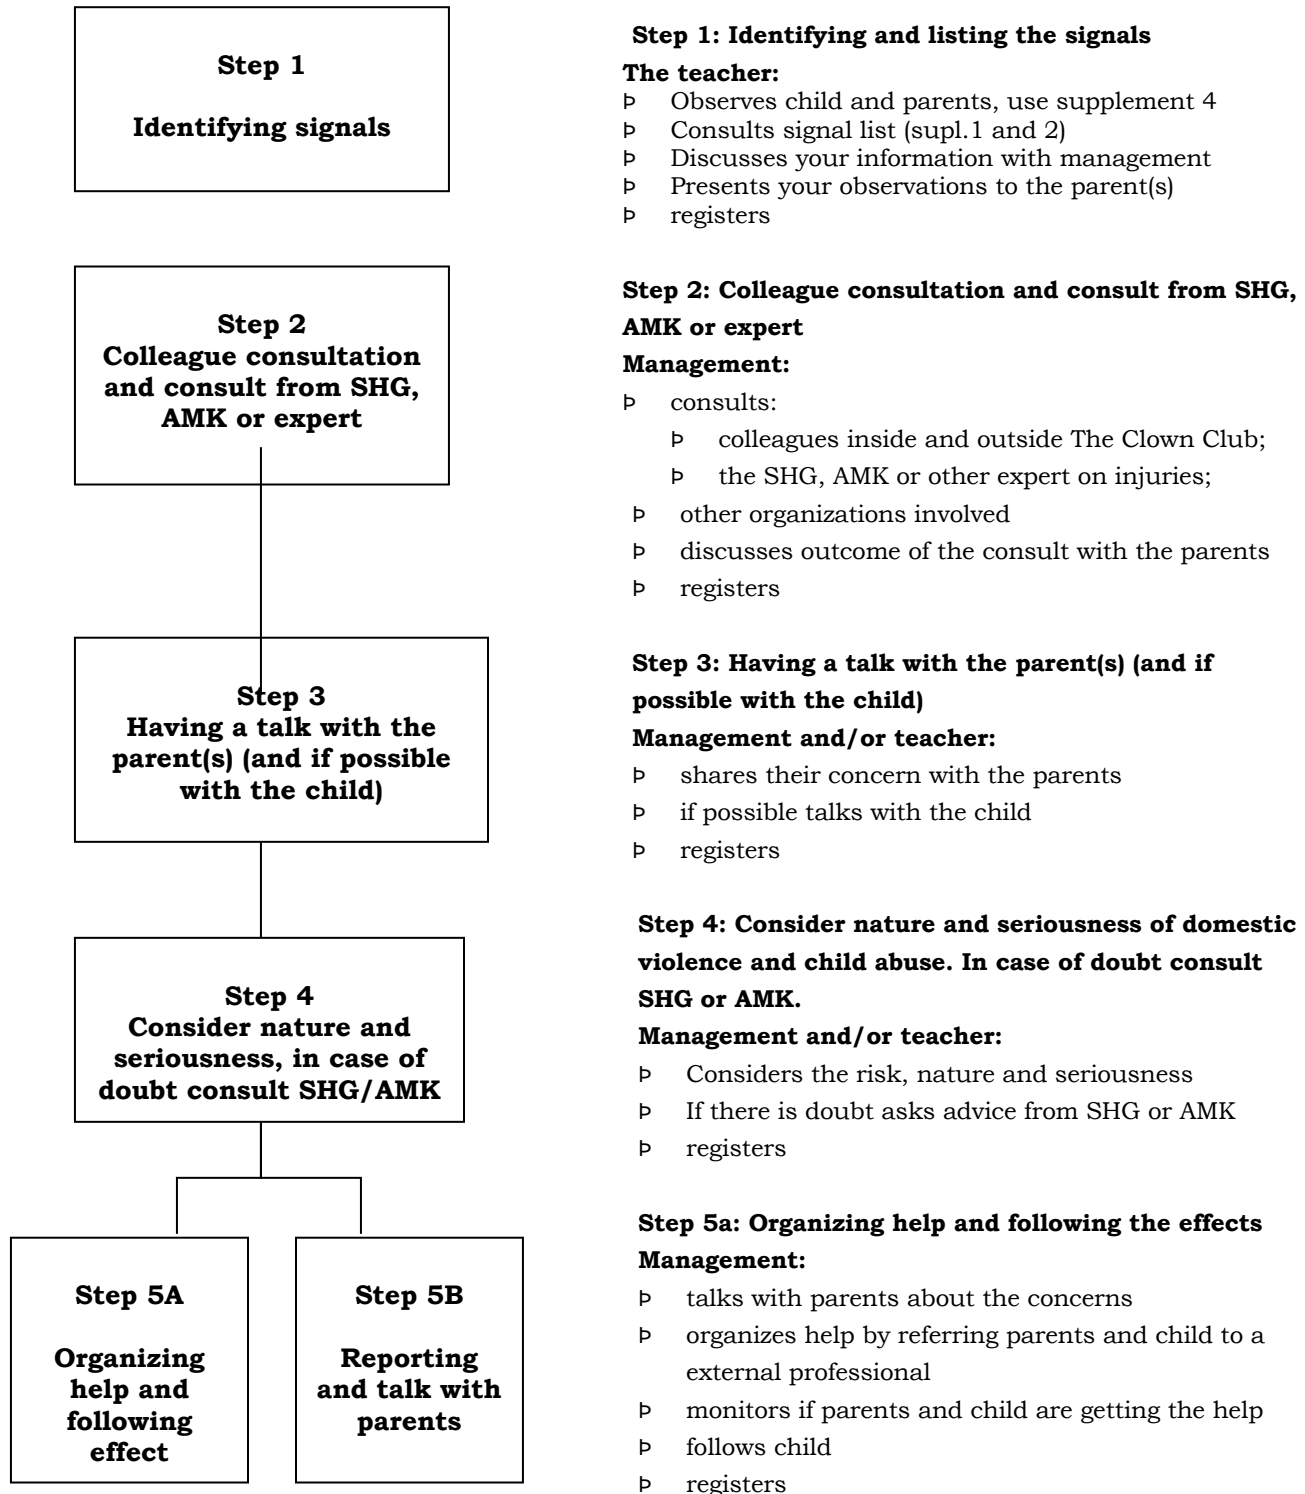 Step 1
Identifying signals
Step 2
Colleague consultation
and consult from SHG,
AMK or expert
Step 3
Having a talk with the
parent(s) (and if possible
with the child)
Step 4
Consider nature and
seriousness, in case of
doubt consult SHG/AMK
Step 5A
Organizing
help and
following
effect
Step 5B
Reporting
and talk with
parents
Step 1: Identifying and listing the signals
The teacher:
Þ Observes child and parents, use supplement 4
Þ Consults signal list (supl.1 and 2)
Þ Discusses your information with management
Þ Presents your observations to the parent(s)
Þ registers
Step 2: Colleague consultation and consult from SHG,
AMK or expert
Management:
Þ consults:
Þ colleagues inside and outside The Clown Club;
Þ the SHG, AMK or other expert on injuries;
Þ other organizations involved
Þ discusses outcome of the consult with the parents
Þ registers
Step 3: Having a talk with the parent(s) (and if
possible with the child)
Management and/or teacher:
Þ shares their concern with the parents
Þ if possible talks with the child
Þ registers
Step 4: Consider nature and seriousness of domestic
violence and child abuse. In case of doubt consult
SHG or AMK.
Management and/or teacher:
Þ Considers the risk, nature and seriousness
Þ If there is doubt asks advice from SHG or AMK
Þ registers
Step 5a: Organizing help and following the effects
Management:
Þ talks with parents about the concerns
Þ organizes help by referring parents and child to a
external professional
Þ monitors if parents and child are getting the help
Þ follows child
Þ registers